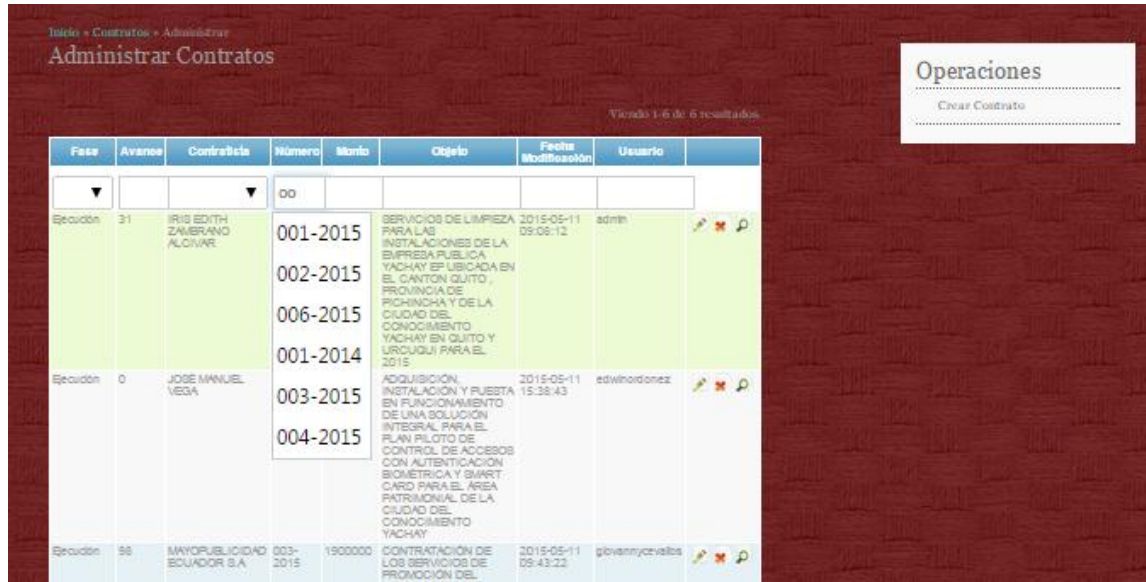 Inicio » Contratos » Administrar
Administrar Contratos
Operaciones
Crear Contrato
Viendo 1-6 de 6 resultados.
Fase Avance Contratista Número Monto Objeto Fecha Modificación Usuario
00
Ejecución 31 IRIS EDITH ZAMBRANO ALCIVAR SERVICIOS DE LIMPIEZA 2015-05-11 admin
PARA LAS 09:06:12
INSTALACIONES DE LA
EMPRESA PUBLICA
YACHAY EP UBICADA EN
EL CANTON QUITO ,
PROVINCIA DE
PICHINCHA Y DE LA
CIUDAD DEL
CONOCIMIENTO
YACHAY EN QUITO Y
URCUQUI PARA EL
2015
001-2015
002-2015
006-2015
001-2014
003-2015
004-2015
Ejecución 0 JOSE MANUEL VEGA ADQUISICIÓN, 2015-05-11 edwinordonez
INSTALACIÓN Y PUESTA 15:38:43
EN FUNCIONAMIENTO
DE UNA SOLUCIÓN
INTEGRAL PARA EL
PLAN PILOTO DE
CONTROL DE ACCESOS
CON AUTENTICACIÓN
BIOMÉTRICA Y SMART
CARD PARA EL ÁREA
PATRIMONIAL DE LA
CIUDAD DEL
CONOCIMIENTO
YACHAY
Ejecución 98 MAYOPUBLICIDAD 003- 1900000 CONTRATACIÓN DE 2015-05-11 giovannycevallos
ECUADOR S.A 2015 LOS SERVICIOS DE 09:43:22
PROMOCIÓN DEL